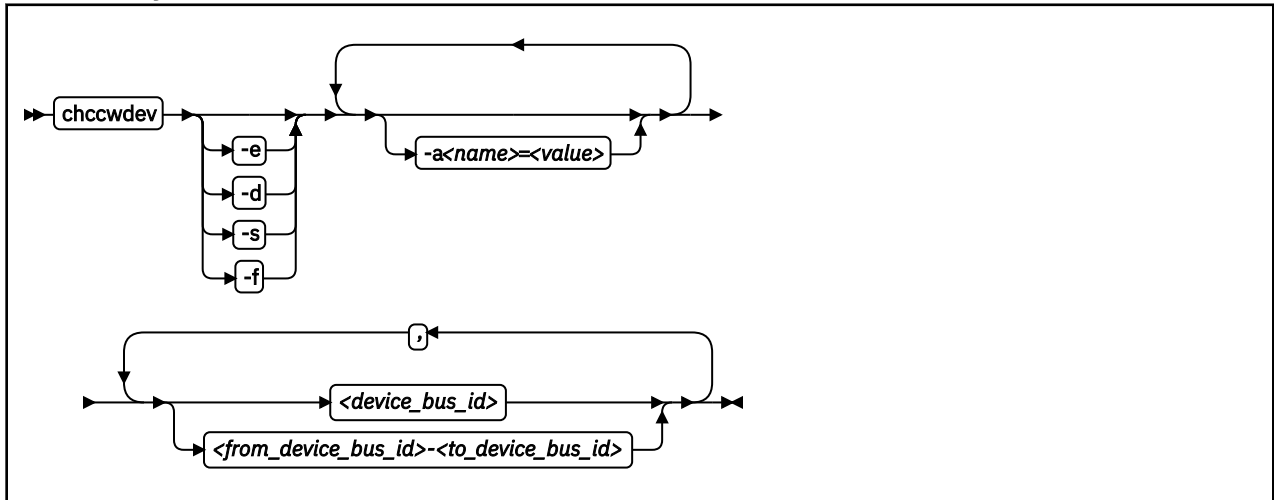 chccwdev
-e
-a<name>=<value>
-d
-s
-f
,
<device_bus_id>
<from_device_bus_id>-<to_device_bus_id>